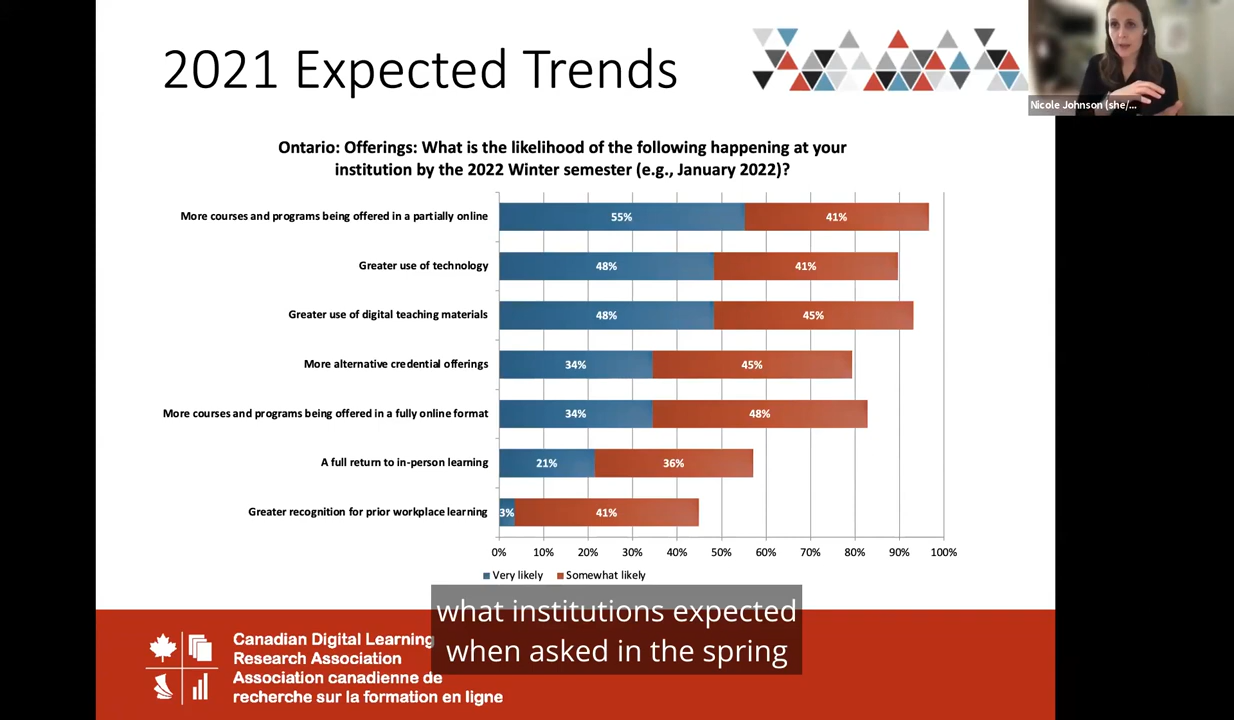 2021 Expected Trends
Nicole Johnson (she/...
Ontario: Offerings: What is the likelihood of the following happening at your
institution by the 2022 Winter semester (e.g., January 2022)?
More courses and programs being offered in a partially online 55% 41%
Greater use of technology 48% 41%
Greater use of digital teaching materials 48% 45%
More alternative credential offerings 34% 45%
More courses and programs being offered in a fully online format 34% 48%
A full return to in-person learning 21% 36%
Greater recognition for prior workplace learning 3% 41%
0% 10% 20% 30% 40% 50% 60% 70% 80% 90% 100%
Very likely Somewhat likely
what institutions expected
when asked in the spring
Canadian Digital Learning
Research Association
Association canadienne de
recherche sur la formation en ligne